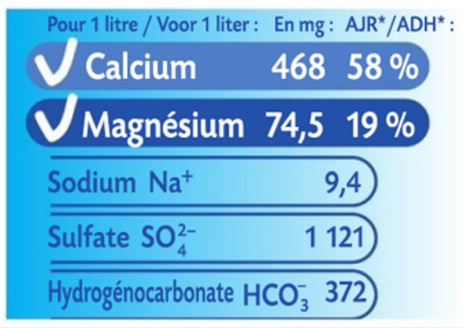 Pour 1 litre / Voor 1 liter : En mg : AJR*/ADH* :
Calcium 468 58 %
Magnésium 74,5 19 %
Sodium Na⁺ 9,4
Sulfate SO₄²⁻ 1 121
Hydrogénocarbonate HCO₃⁻ 372